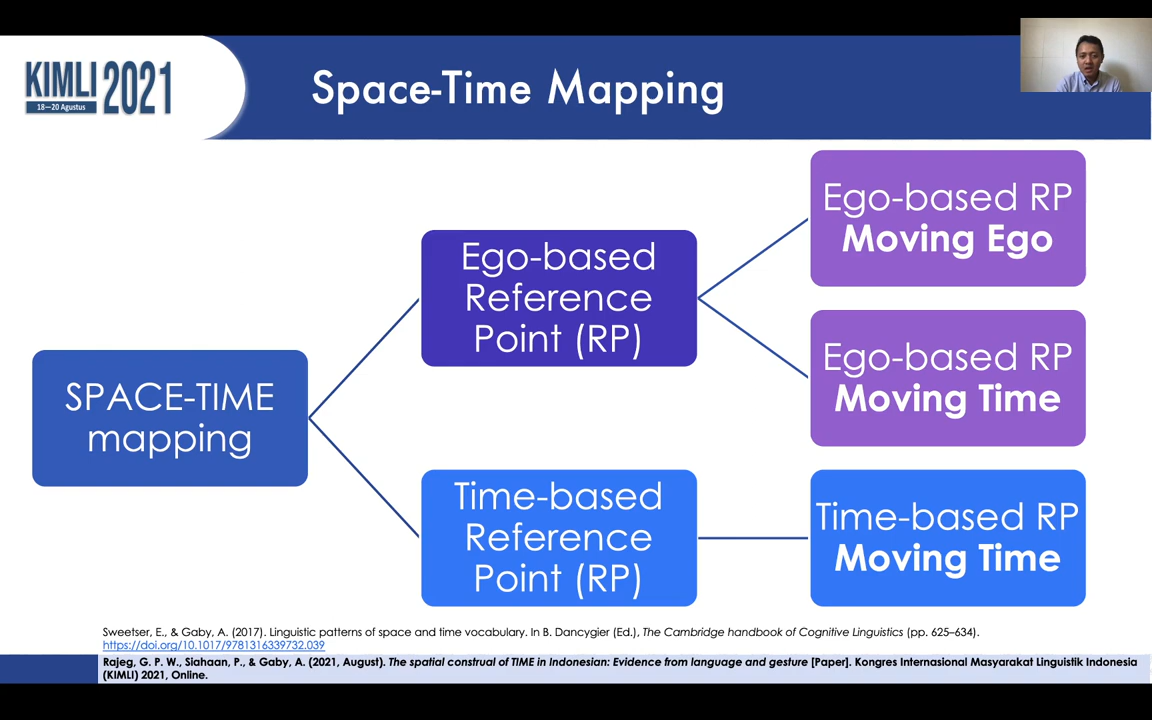 KIMLI 2021
18—20 Agustus
Space-Time Mapping
SPACE-TIME
mapping
Ego-based
Reference
Point (RP)
Time-based
Reference
Point (RP)
Ego-based RP
Moving Ego
Ego-based RP
Moving Time
Time-based RP
Moving Time
Sweetser, E., & Gaby, A. (2017). Linguistic patterns of space and time vocabulary. In B. Dancygier (Ed.), The Cambridge handbook of Cognitive Linguistics (pp. 625–634).
https://doi.org/10.1017/9781316339732.039
Rajeg, G. P. W., Siahaan, P., & Gaby, A. (2021, August). The spatial construal of TIME in Indonesian: Evidence from language and gesture [Paper]. Kongres Internasional Masyarakat Linguistik Indonesia
(KIMLI) 2021, Online.